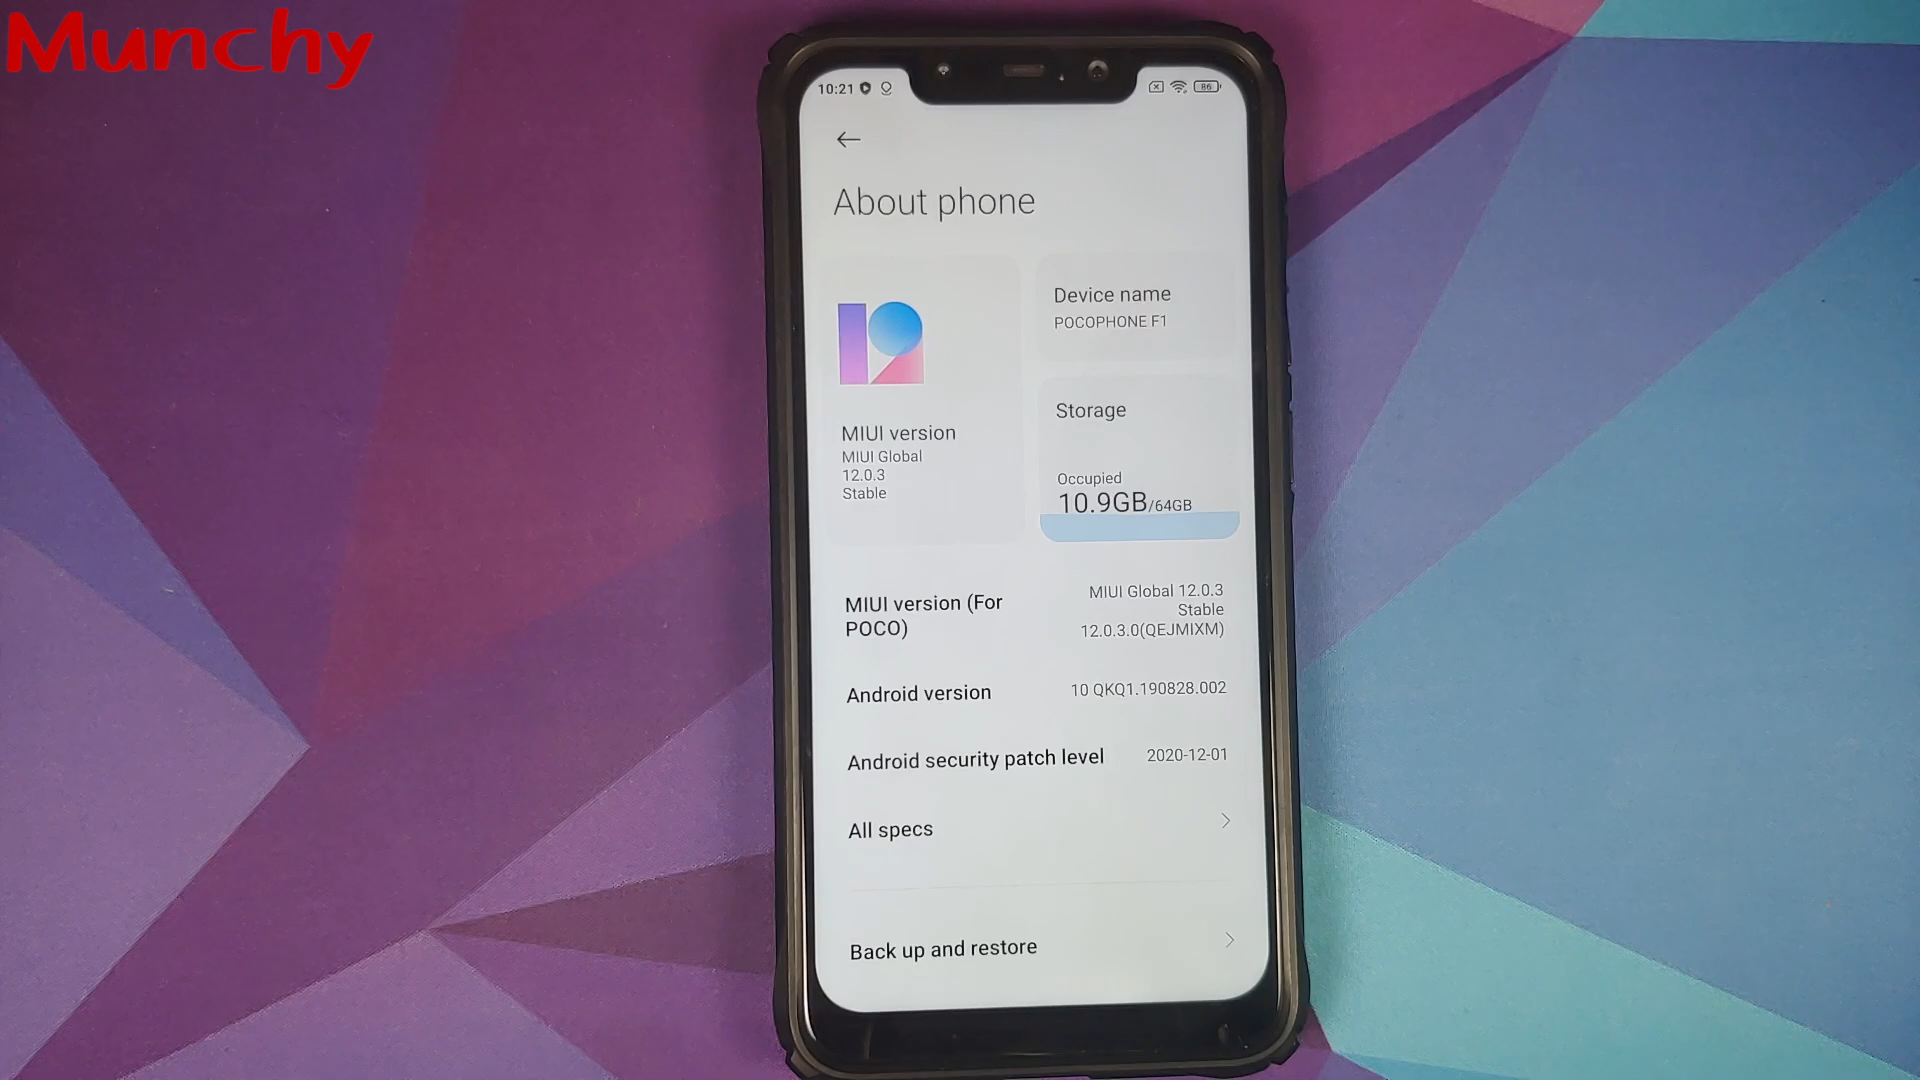 Munchy
10:21
86
About phone
Device name
POCOPHONE F1
Storage
Occupied
10.9GB/64GB
MIUI version
MIUI Global
12.0.3
Stable
MIUI version (For
POCO)
MIUI Global 12.0.3
Stable
12.0.3.0(QEJMIXM)
Android version
10 QKQ1.190828.002
Android security patch level
2020-12-01
All specs
Back up and restore